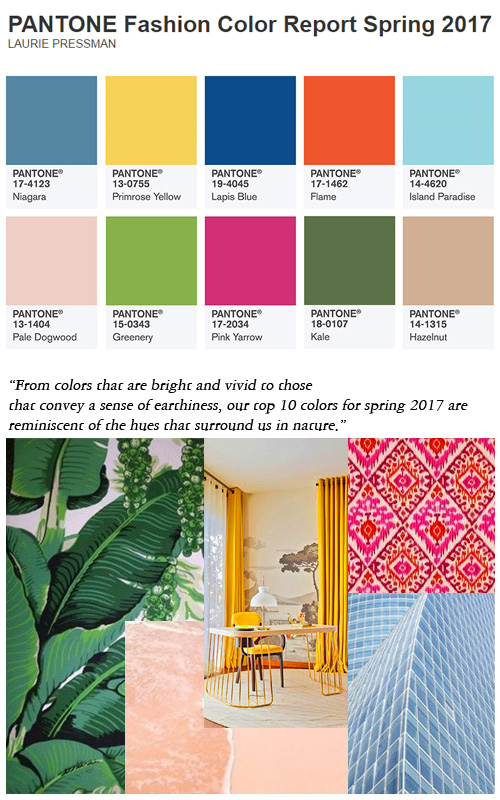 PANTONE Fashion Color Report Spring 2017
LAURIE PRESSMAN
PANTONE®
17-4123
Niagara
PANTONE®
13-0755
Primrose Yellow
PANTONE®
19-4045
Lapis Blue
PANTONE®
17-1462
Flame
PANTONE®
14-4620
Island Paradise
PANTONE®
13-1404
Pale Dogwood
PANTONE®
15-0343
Greenery
PANTONE®
17-2034
Pink Yarrow
PANTONE®
18-0107
Kale
PANTONE®
14-1315
Hazelnut
“From colors that are bright and vivid to those
that convey a sense of earthiness, our top 10 colors for spring 2017 are
reminiscent of the hues that surround us in nature.”